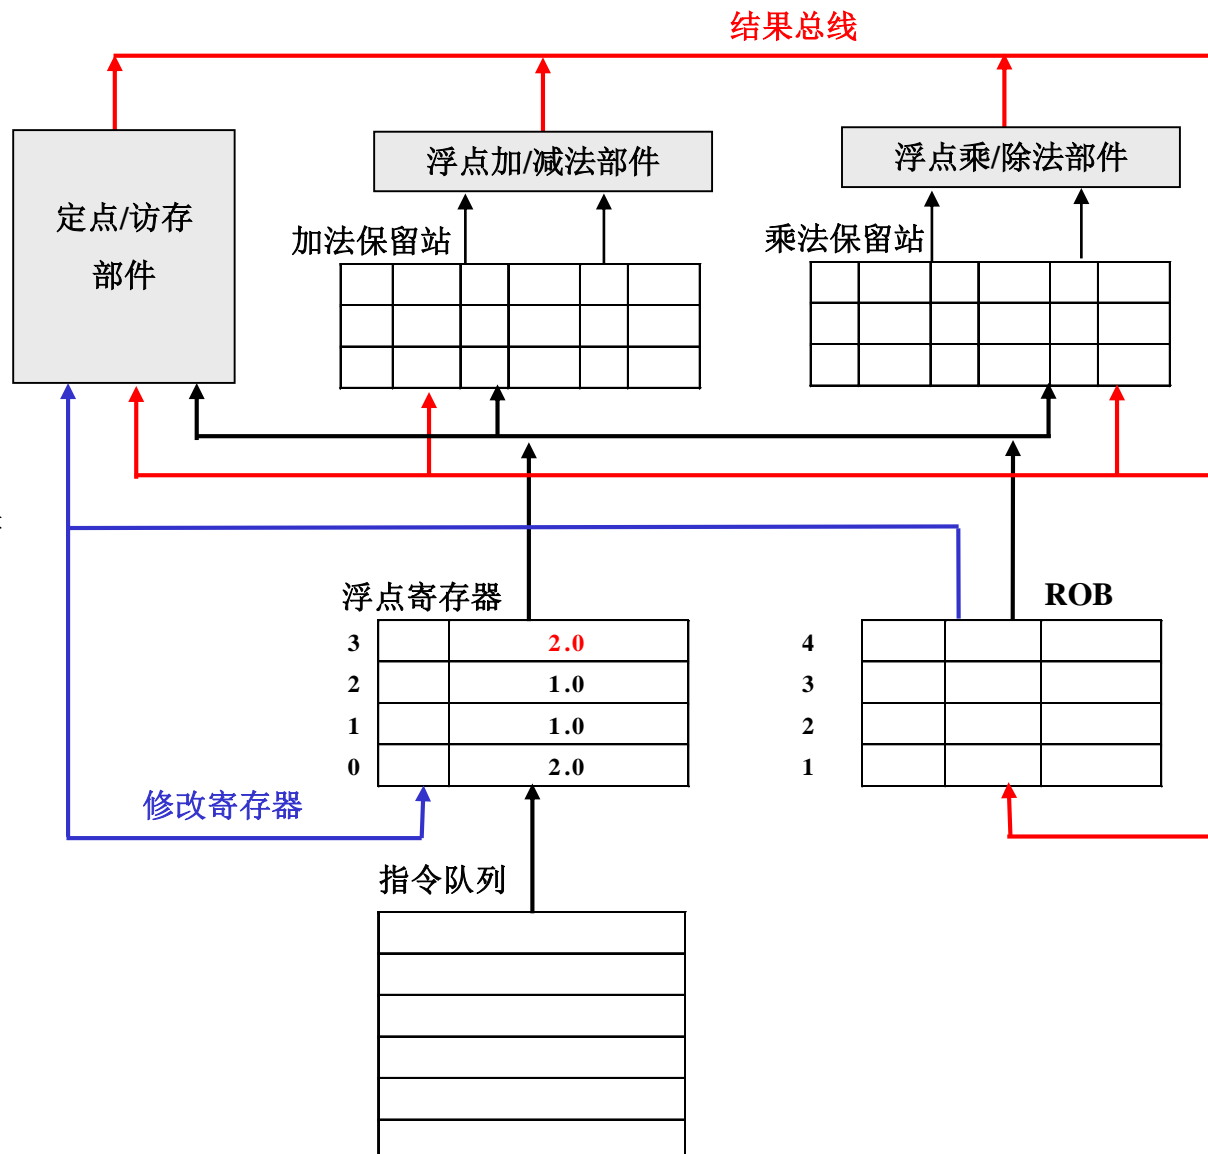 结果总线
浮点加/减法部件
浮点乘/除法部件
定点/访存
部件
加法保留站
乘法保留站
浮点寄存器
ROB
3 2.0 4
2 1.0 3
1 1.0 2
0 2.0 1
修改寄存器
指令队列